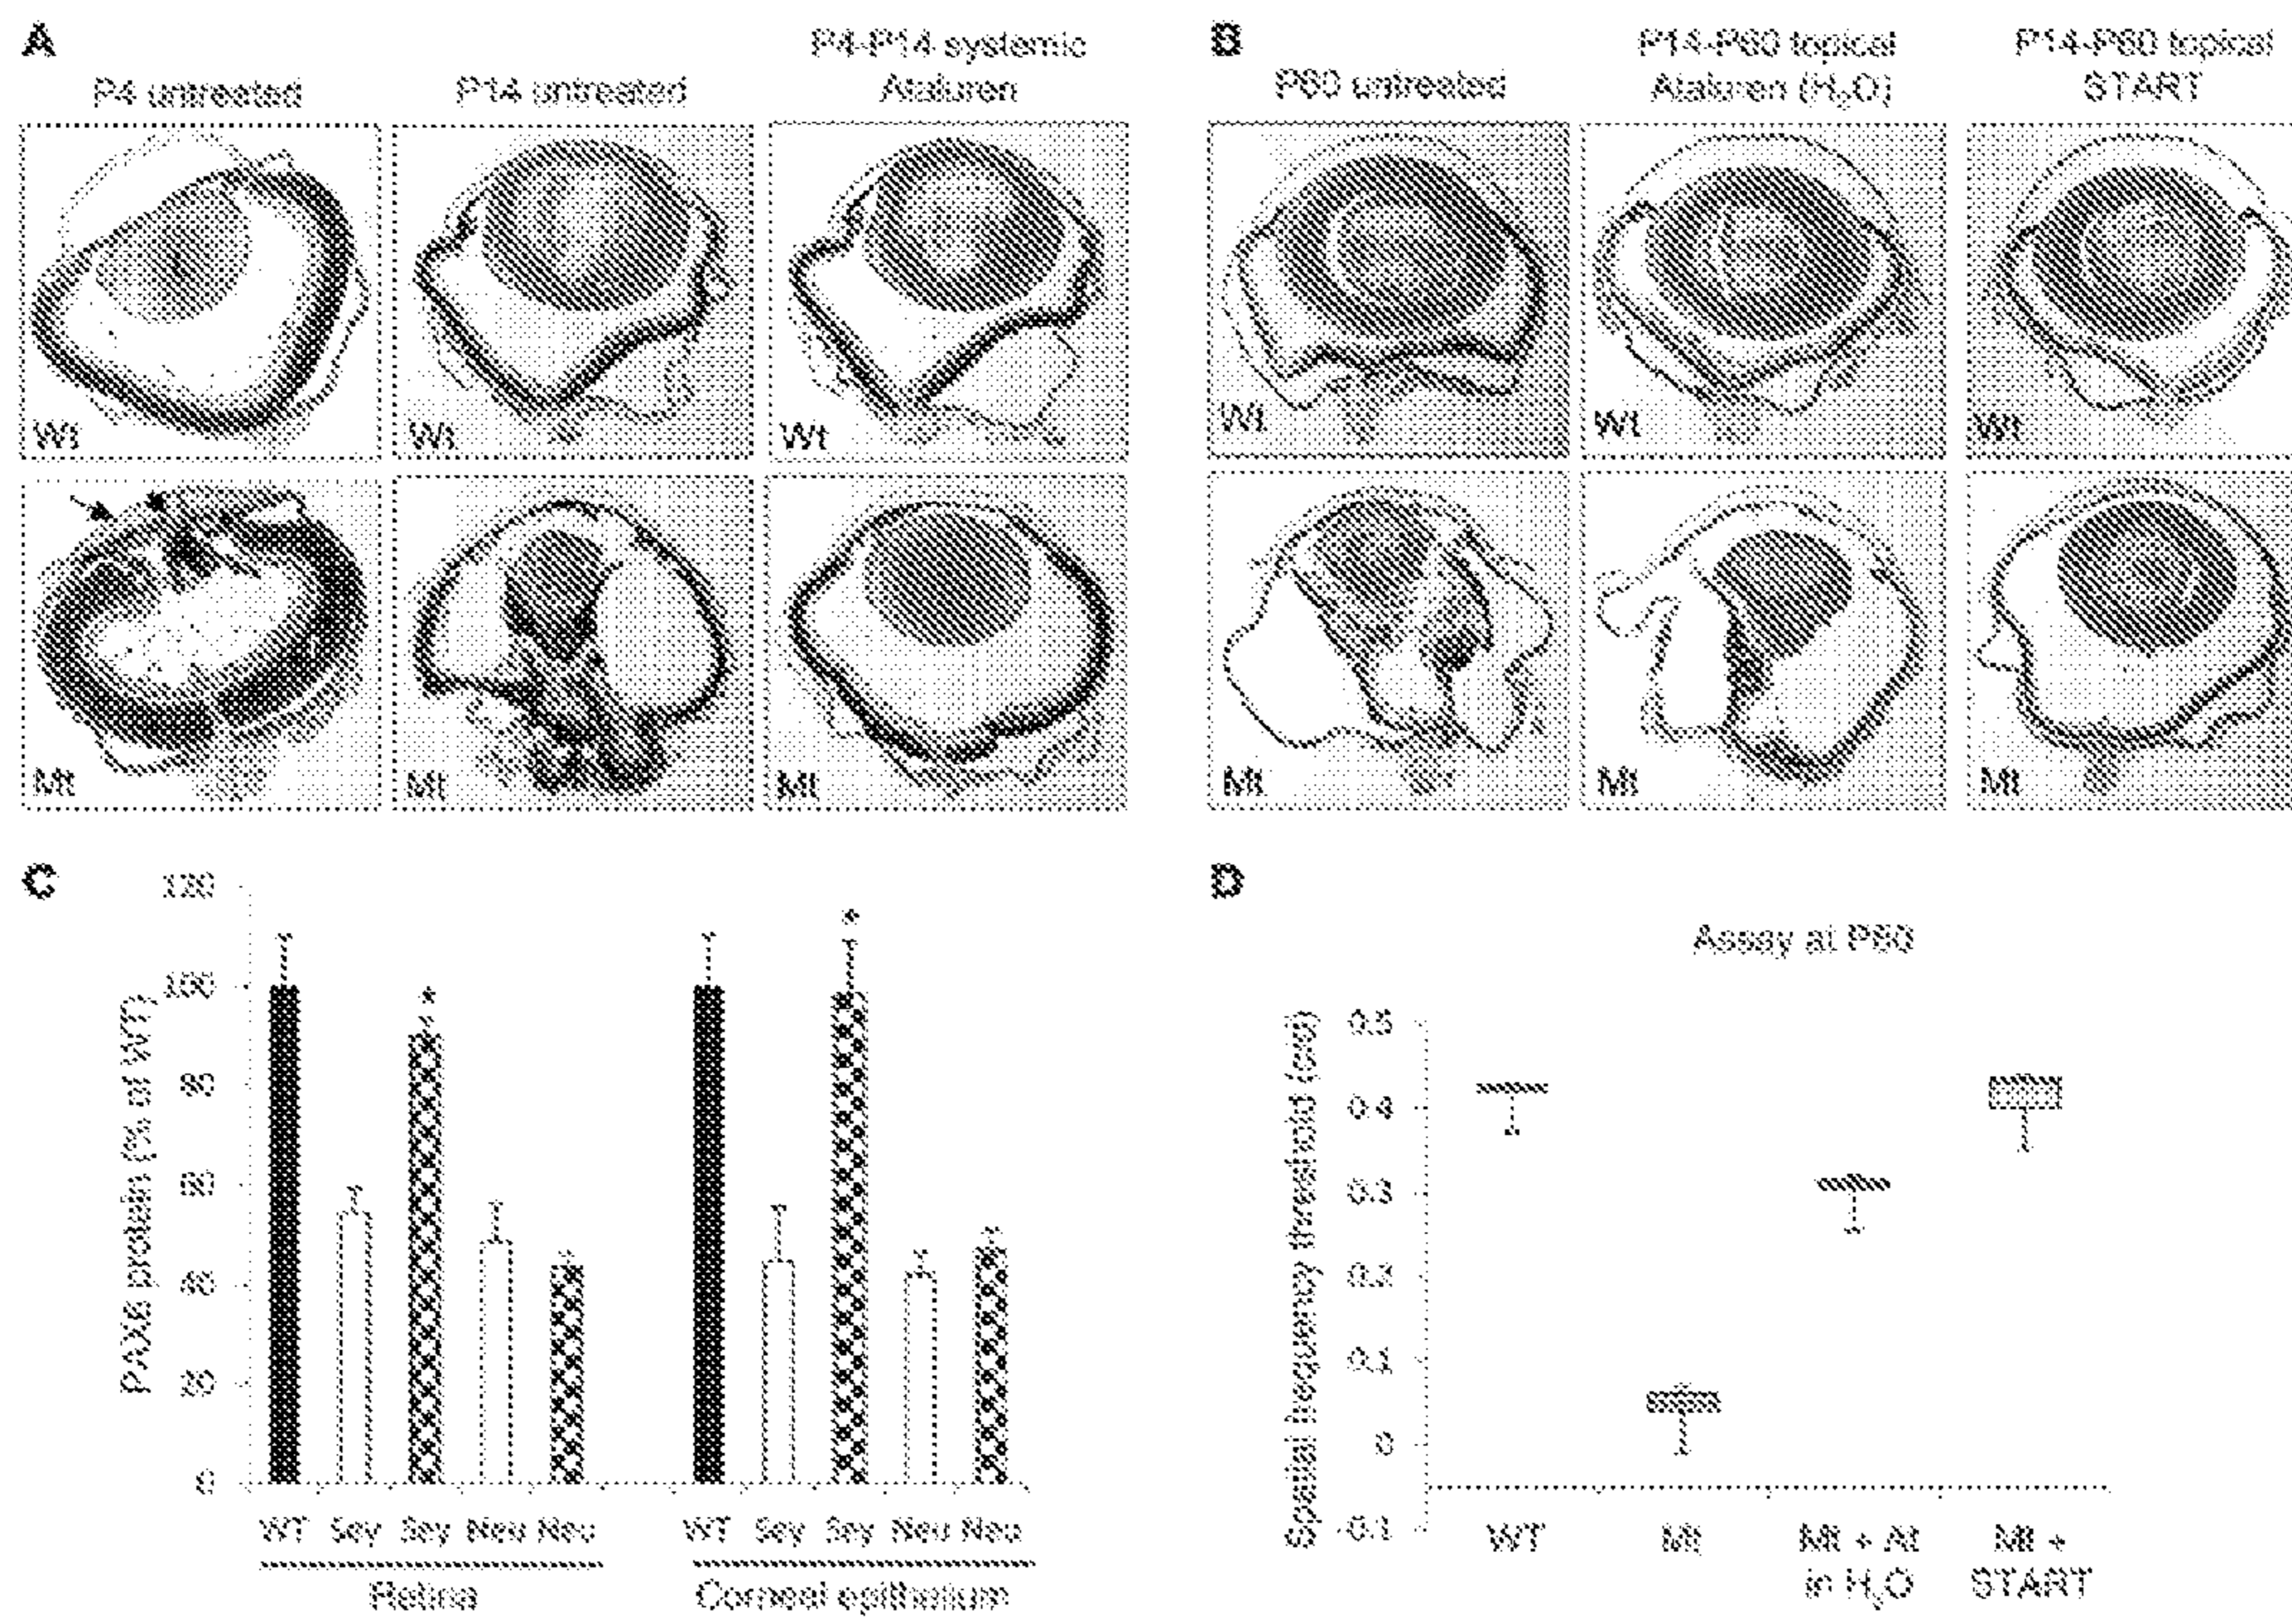 A
P4 untreated
P14 untreated
P4-P14 systemic
Ataluren
Wt
Wt
Wt
Mt
Mt
Mt
B
P60 untreated
P14-P60 topical
Ataluren (H₂O)
P14-P60 topical
START
Wt
Wt
Wt
Mt
Mt
Mt
C
PAX6 protein (% of WT)
120
100
80
60
40
20
0
WT Sey Sey Neu Neu
Retina
WT Sey Sey Neu Neu
Corneal epithelium
*
*
D
Assay at P60
Spatial frequency threshold (c/d)
0.5
0.4
0.3
0.2
0.1
0
-0.1
WT
Mt
Mt + At
in H₂O
Mt +
START